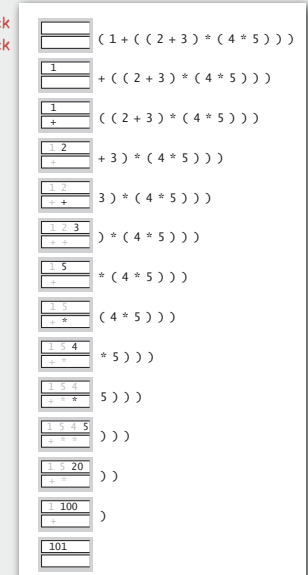 ck
ck
( 1 + ( ( 2 + 3 ) * ( 4 * 5 ) ) )
1
+ ( ( 2 + 3 ) * ( 4 * 5 ) ) )
1
+
( ( 2 + 3 ) * ( 4 * 5 ) ) )
1 2
+
+ 3 ) * ( 4 * 5 ) ) )
1 2
+ +
3 ) * ( 4 * 5 ) ) )
1 2 3
+ +
) * ( 4 * 5 ) ) )
1 5
+
* ( 4 * 5 ) ) )
1 5
+ *
( 4 * 5 ) ) )
1 5 4
+ *
* 5 ) ) )
1 5 4
+ * *
5 ) ) )
1 5 4 5
+ * *
) ) )
1 5 20
+ *
) )
1 100
+
)
101